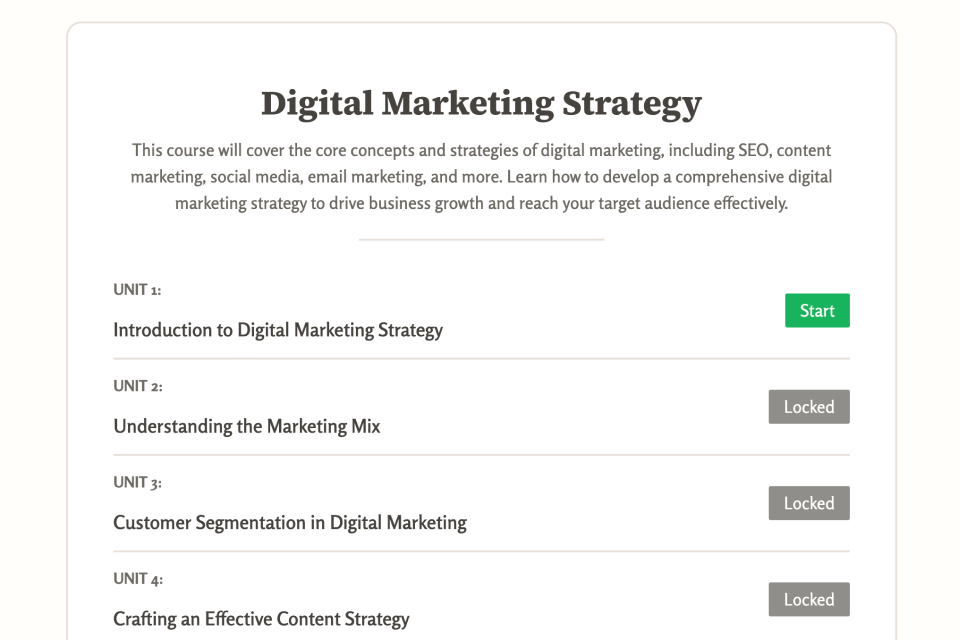 Digital Marketing Strategy
This course will cover the core concepts and strategies of digital marketing, including SEO, content
marketing, social media, email marketing, and more. Learn how to develop a comprehensive digital
marketing strategy to drive business growth and reach your target audience effectively.
UNIT 1:
Start
Introduction to Digital Marketing Strategy
UNIT 2:
Locked
Understanding the Marketing Mix
UNIT 3:
Locked
Customer Segmentation in Digital Marketing
UNIT 4:
Locked
Crafting an Effective Content Strategy